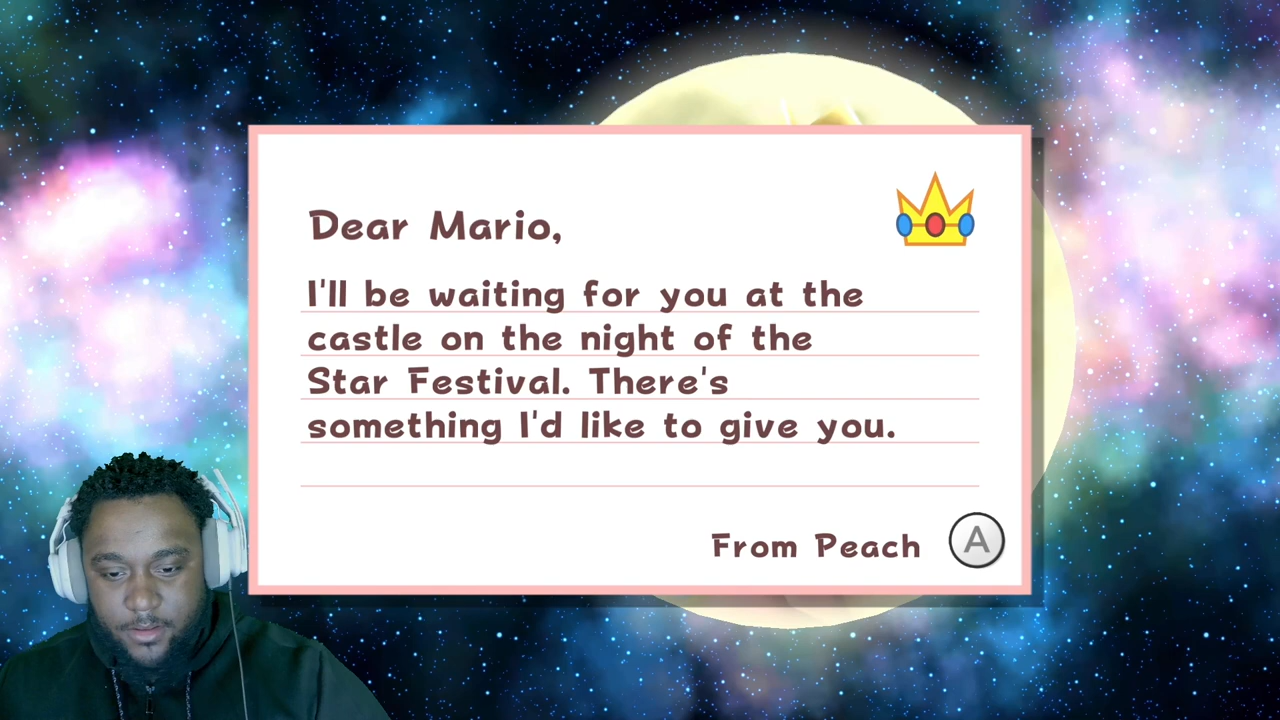 Dear Mario,
I'll be waiting for you at the
castle on the night of the
Star Festival. There's
something I'd like to give you.
From Peach
A